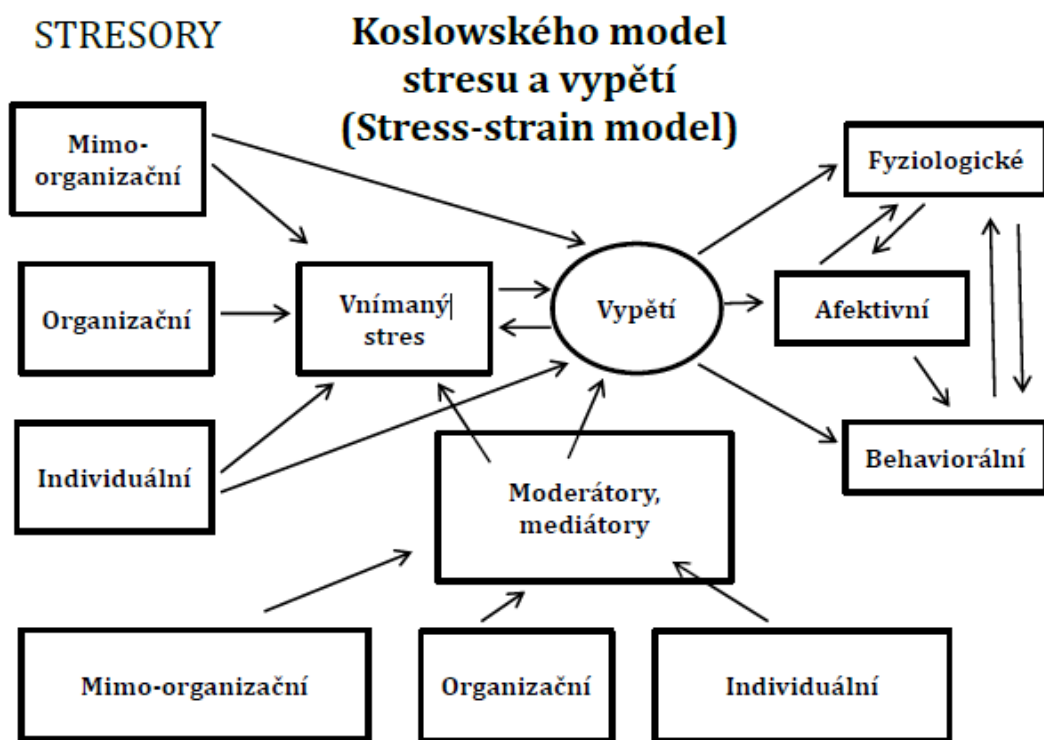 STRESORY
Koslowského model
stresu a vypětí
(Stress-strain model)
Mimo-
organizační
Fyziologické
Organizační
Vnímaný
stres
Vypětí
Afektivní
Individuální
Moderátory,
mediátory
Behaviorální
Mimo-organizační
Organizační
Individuální